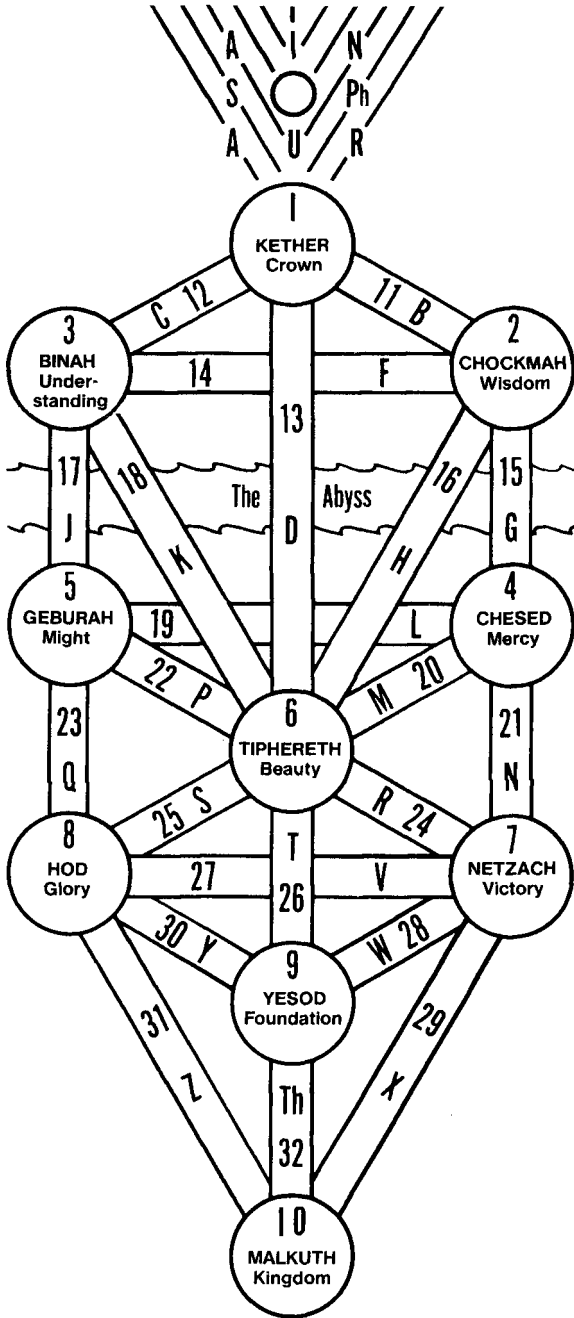 A I N
S O Ph
A U R
1
KETHER
Crown
C 12
11 B
3
BINAH
Under-
standing
2
CHOCKMAH
Wisdom
14
F
13
17
18
16
15
The
Abyss
J
K
D
H
G
5
GEBURAH
Might
4
CHESED
Mercy
19
L
22 P
M 20
6
TIPHERETH
Beauty
23
Q
21
N
25 S
R 24
8
HOD
Glory
7
NETZACH
Victory
T
27
V
26
30 Y
W 28
9
YESOD
Foundation
31
29
Z
X
Th
32
10
MALKUTH
Kingdom